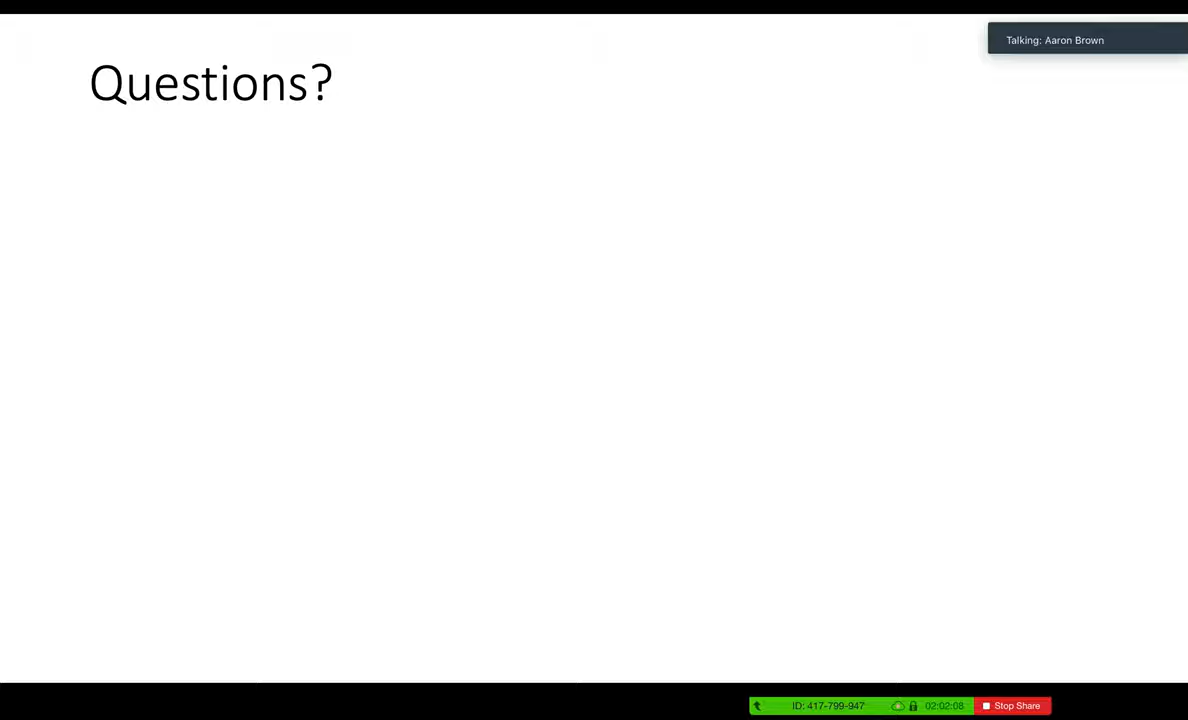 Talking: Aaron Brown
Questions?
ID: 417-799-947
02:02:08
Stop Share